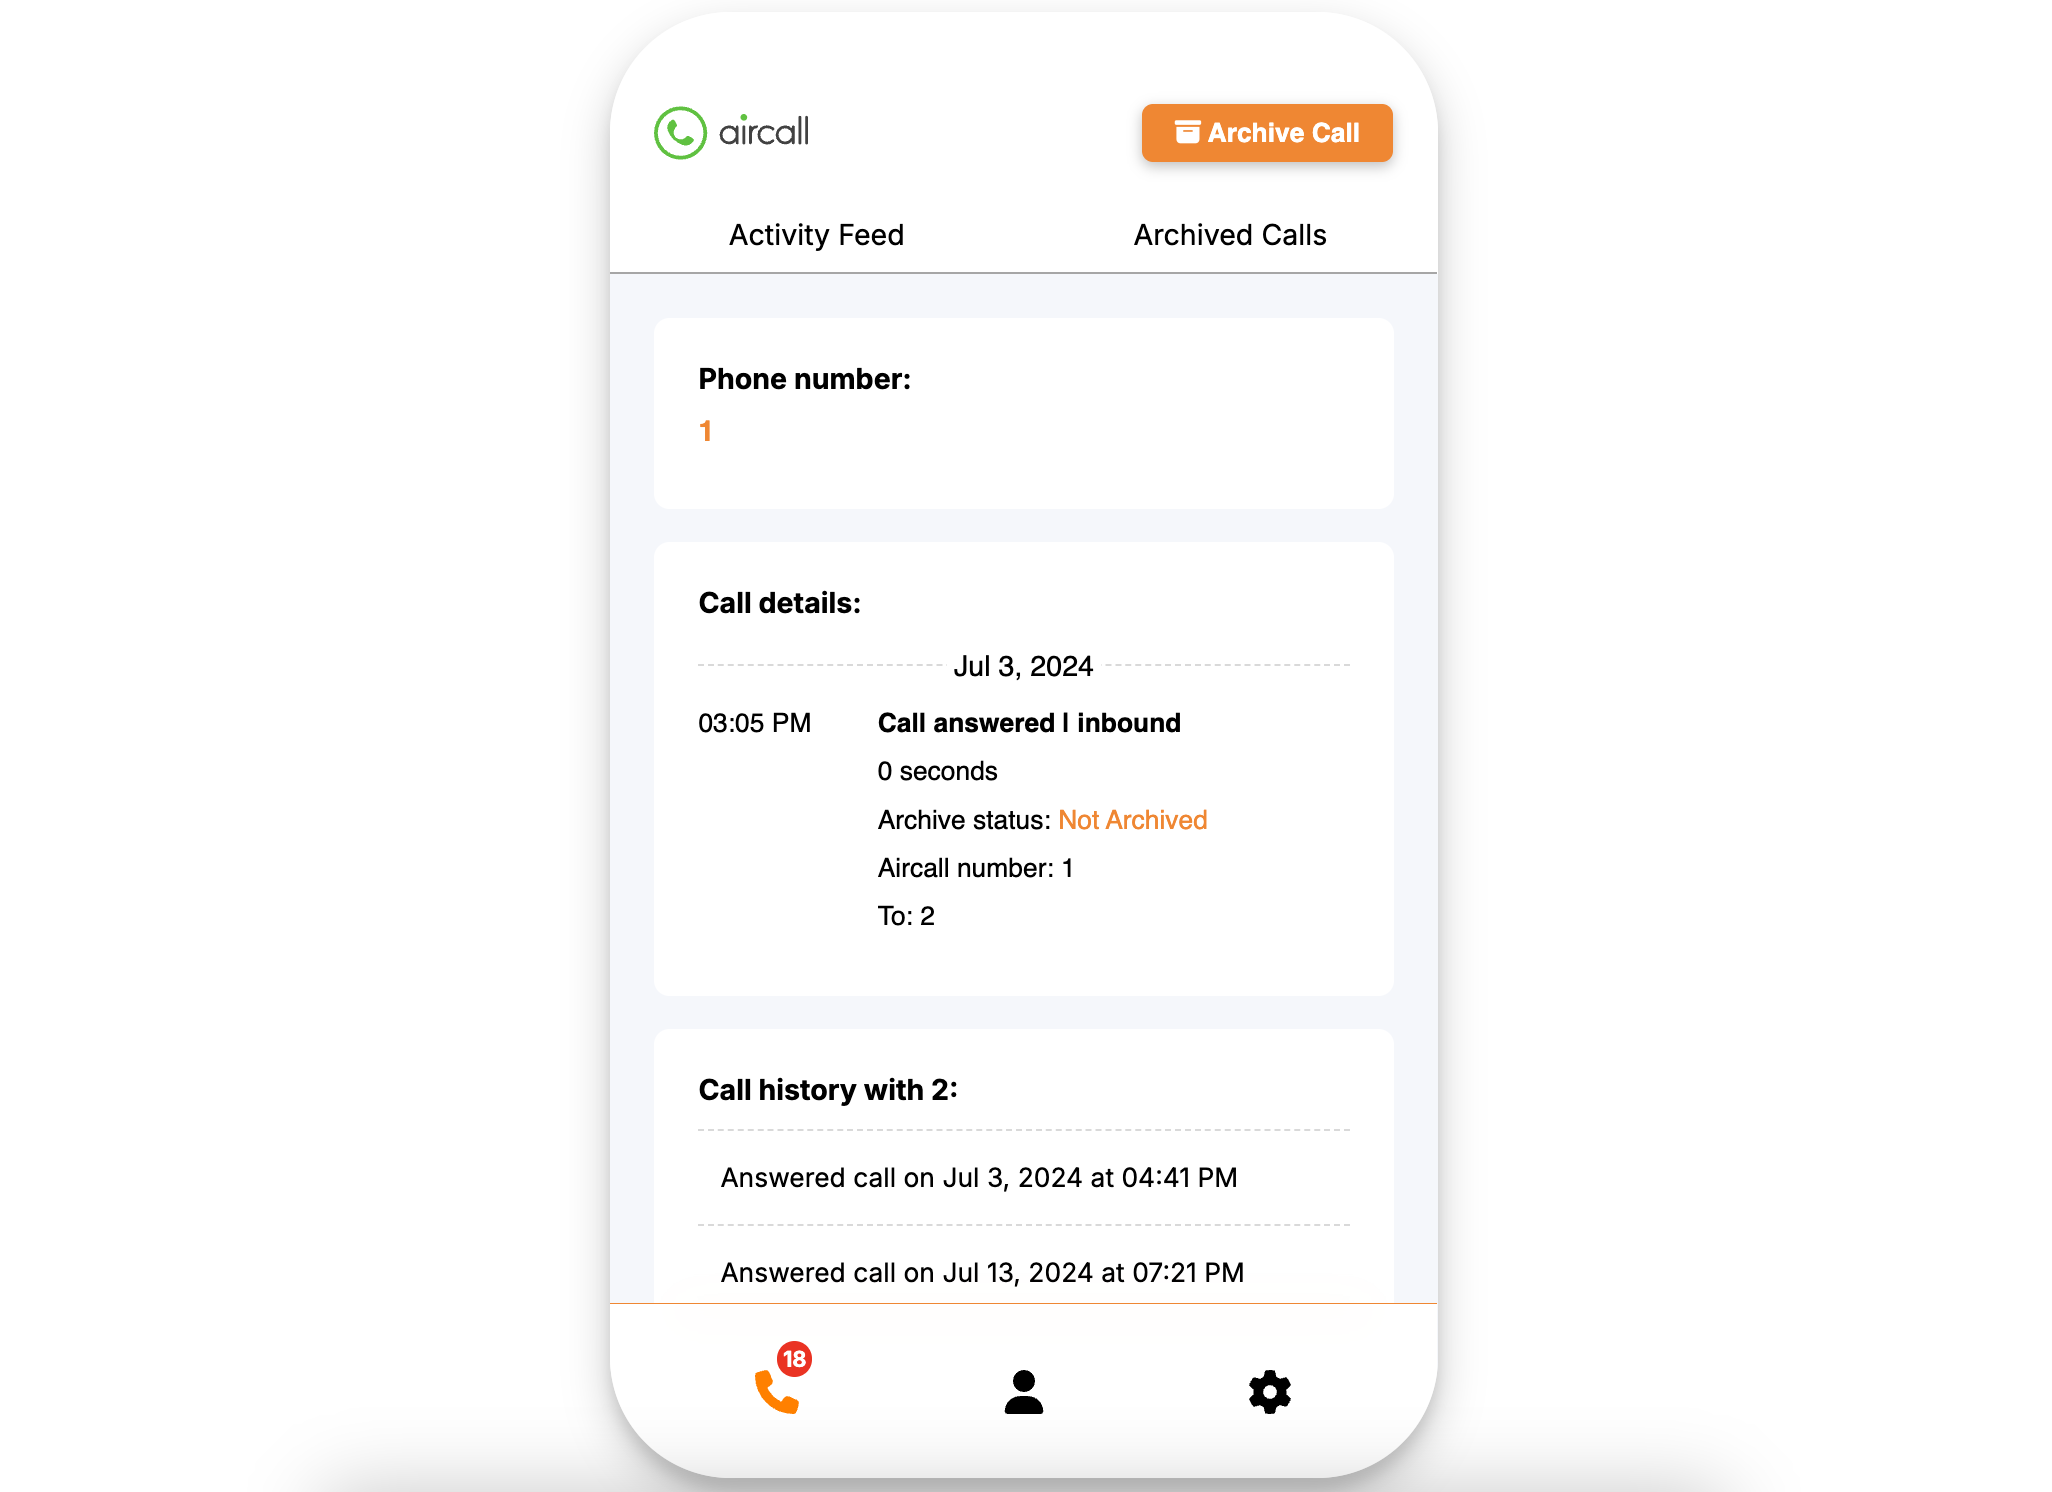 aircall
Archive Call
Activity Feed
Archived Calls
Phone number:
1
Call details:
Jul 3, 2024
03:05 PM
Call answered | inbound
0 seconds
Archive status: Not Archived
Aircall number: 1
To: 2
Call history with 2:
Answered call on Jul 3, 2024 at 04:41 PM
Answered call on Jul 13, 2024 at 07:21 PM
18